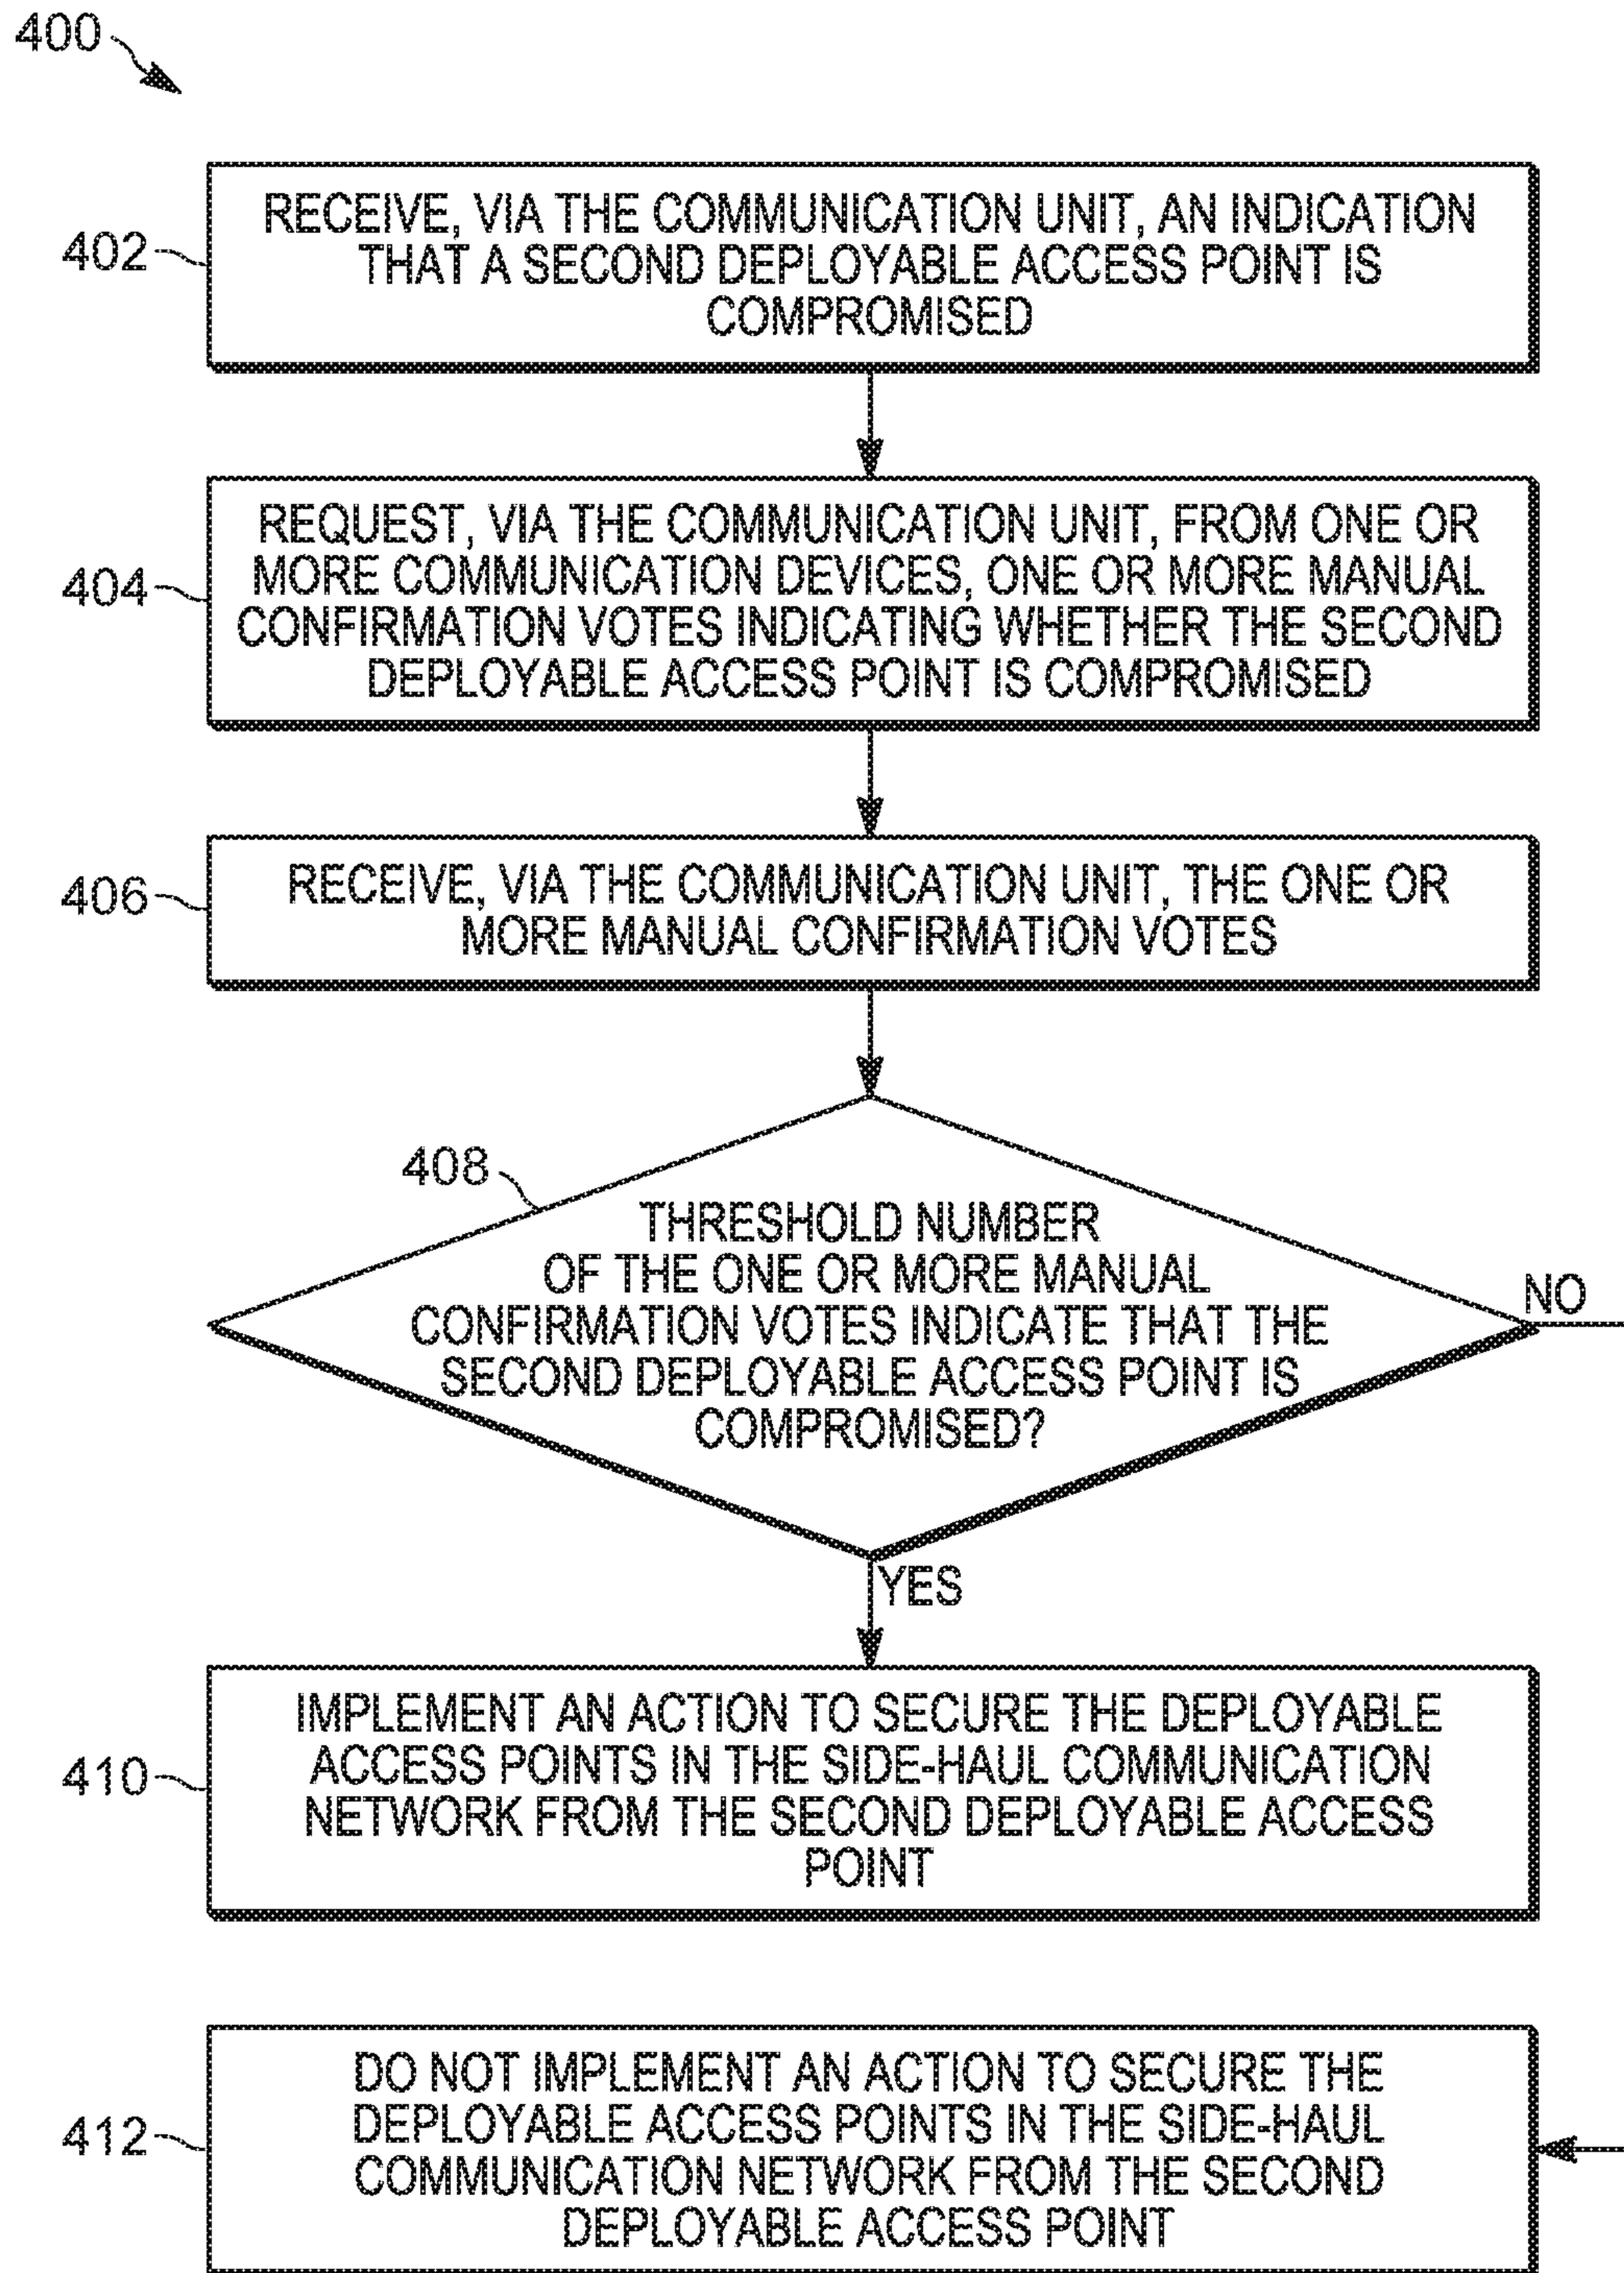 400
402
RECEIVE, VIA THE COMMUNICATION UNIT, AN INDICATION
THAT A SECOND DEPLOYABLE ACCESS POINT IS
COMPROMISED
404
REQUEST, VIA THE COMMUNICATION UNIT, FROM ONE OR
MORE COMMUNICATION DEVICES, ONE OR MORE MANUAL
CONFIRMATION VOTES INDICATING WHETHER THE SECOND
DEPLOYABLE ACCESS POINT IS COMPROMISED
406
RECEIVE, VIA THE COMMUNICATION UNIT, THE ONE OR
MORE MANUAL CONFIRMATION VOTES
408
THRESHOLD NUMBER
OF THE ONE OR MORE MANUAL
CONFIRMATION VOTES INDICATE THAT THE
SECOND DEPLOYABLE ACCESS POINT IS
COMPROMISED?
NO
YES
410
IMPLEMENT AN ACTION TO SECURE THE DEPLOYABLE
ACCESS POINTS IN THE SIDE-HAUL COMMUNICATION
NETWORK FROM THE SECOND DEPLOYABLE ACCESS
POINT
412
DO NOT IMPLEMENT AN ACTION TO SECURE THE
DEPLOYABLE ACCESS POINTS IN THE SIDE-HAUL
COMMUNICATION NETWORK FROM THE SECOND
DEPLOYABLE ACCESS POINT